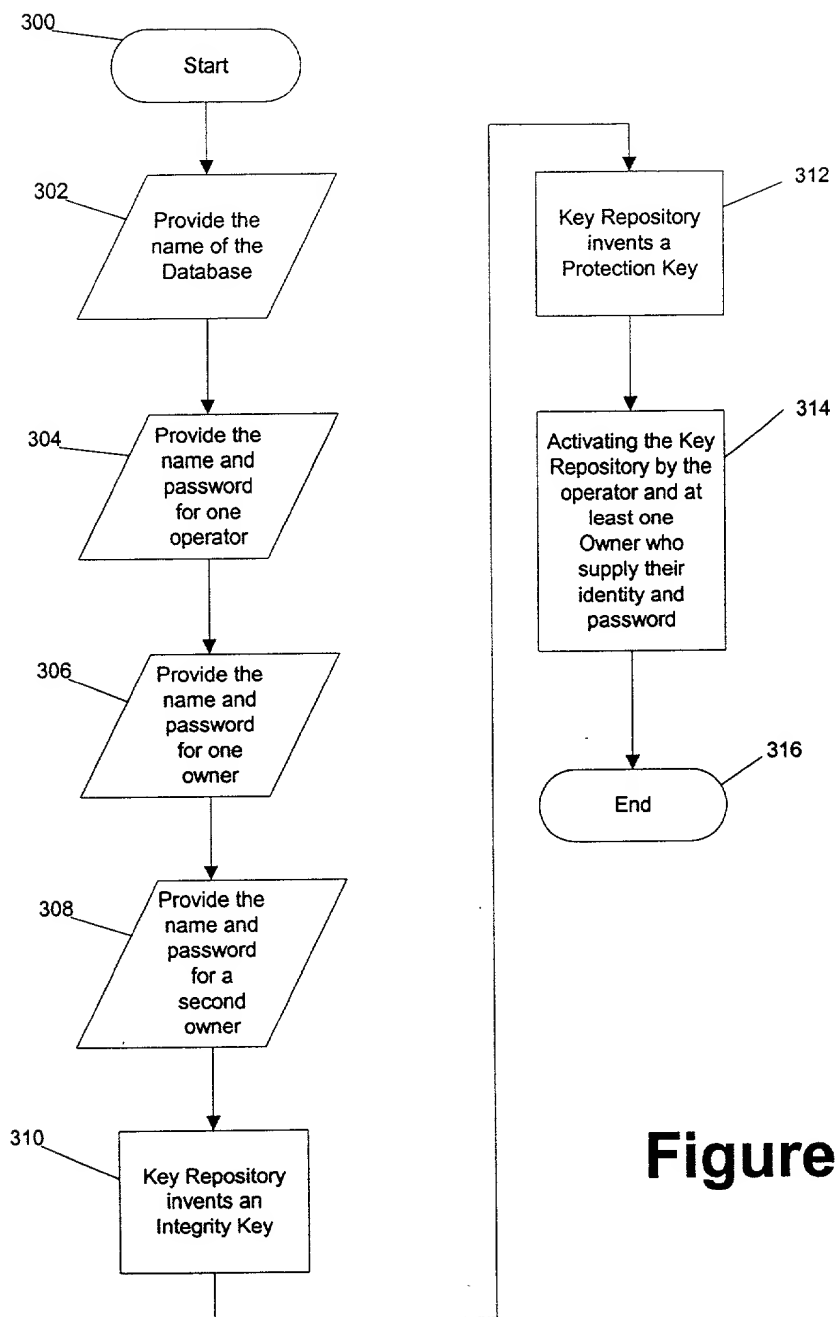 300
Start
302
Provide the
name of the
Database
304
Provide the
name and
password
for one
operator
306
Provide the
name and
password
for one
owner
308
Provide the
name and
password
for a
second
owner
310
Key Repository
invents an
Integrity Key
312
Key Repository
invents a
Protection Key
314
Activating the Key
Repository by the
operator and at
least one
Owner who
supply their
identity and
password
316
End
Figure